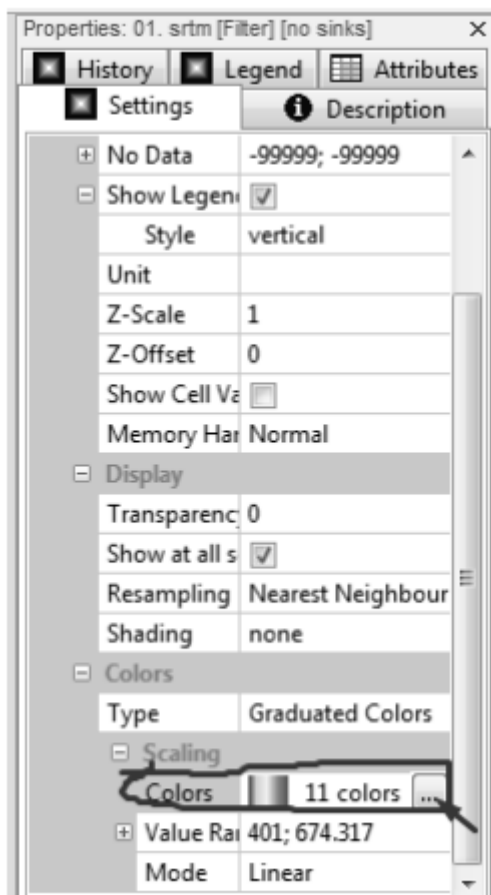 Properties: 01. srtm [Filter] [no sinks]
History Legend Attributes
Settings Description
No Data -99999; -99999
Show Legen
Style vertical
Unit
Z-Scale 1
Z-Offset 0
Show Cell Va
Memory Har Normal
Display
Transparenc 0
Show at all s
Resampling Nearest Neighbour
Shading none
Colors
Type Graduated Colors
Scaling
Colors 11 colors ...
Value Rai 401; 674.317
Mode Linear